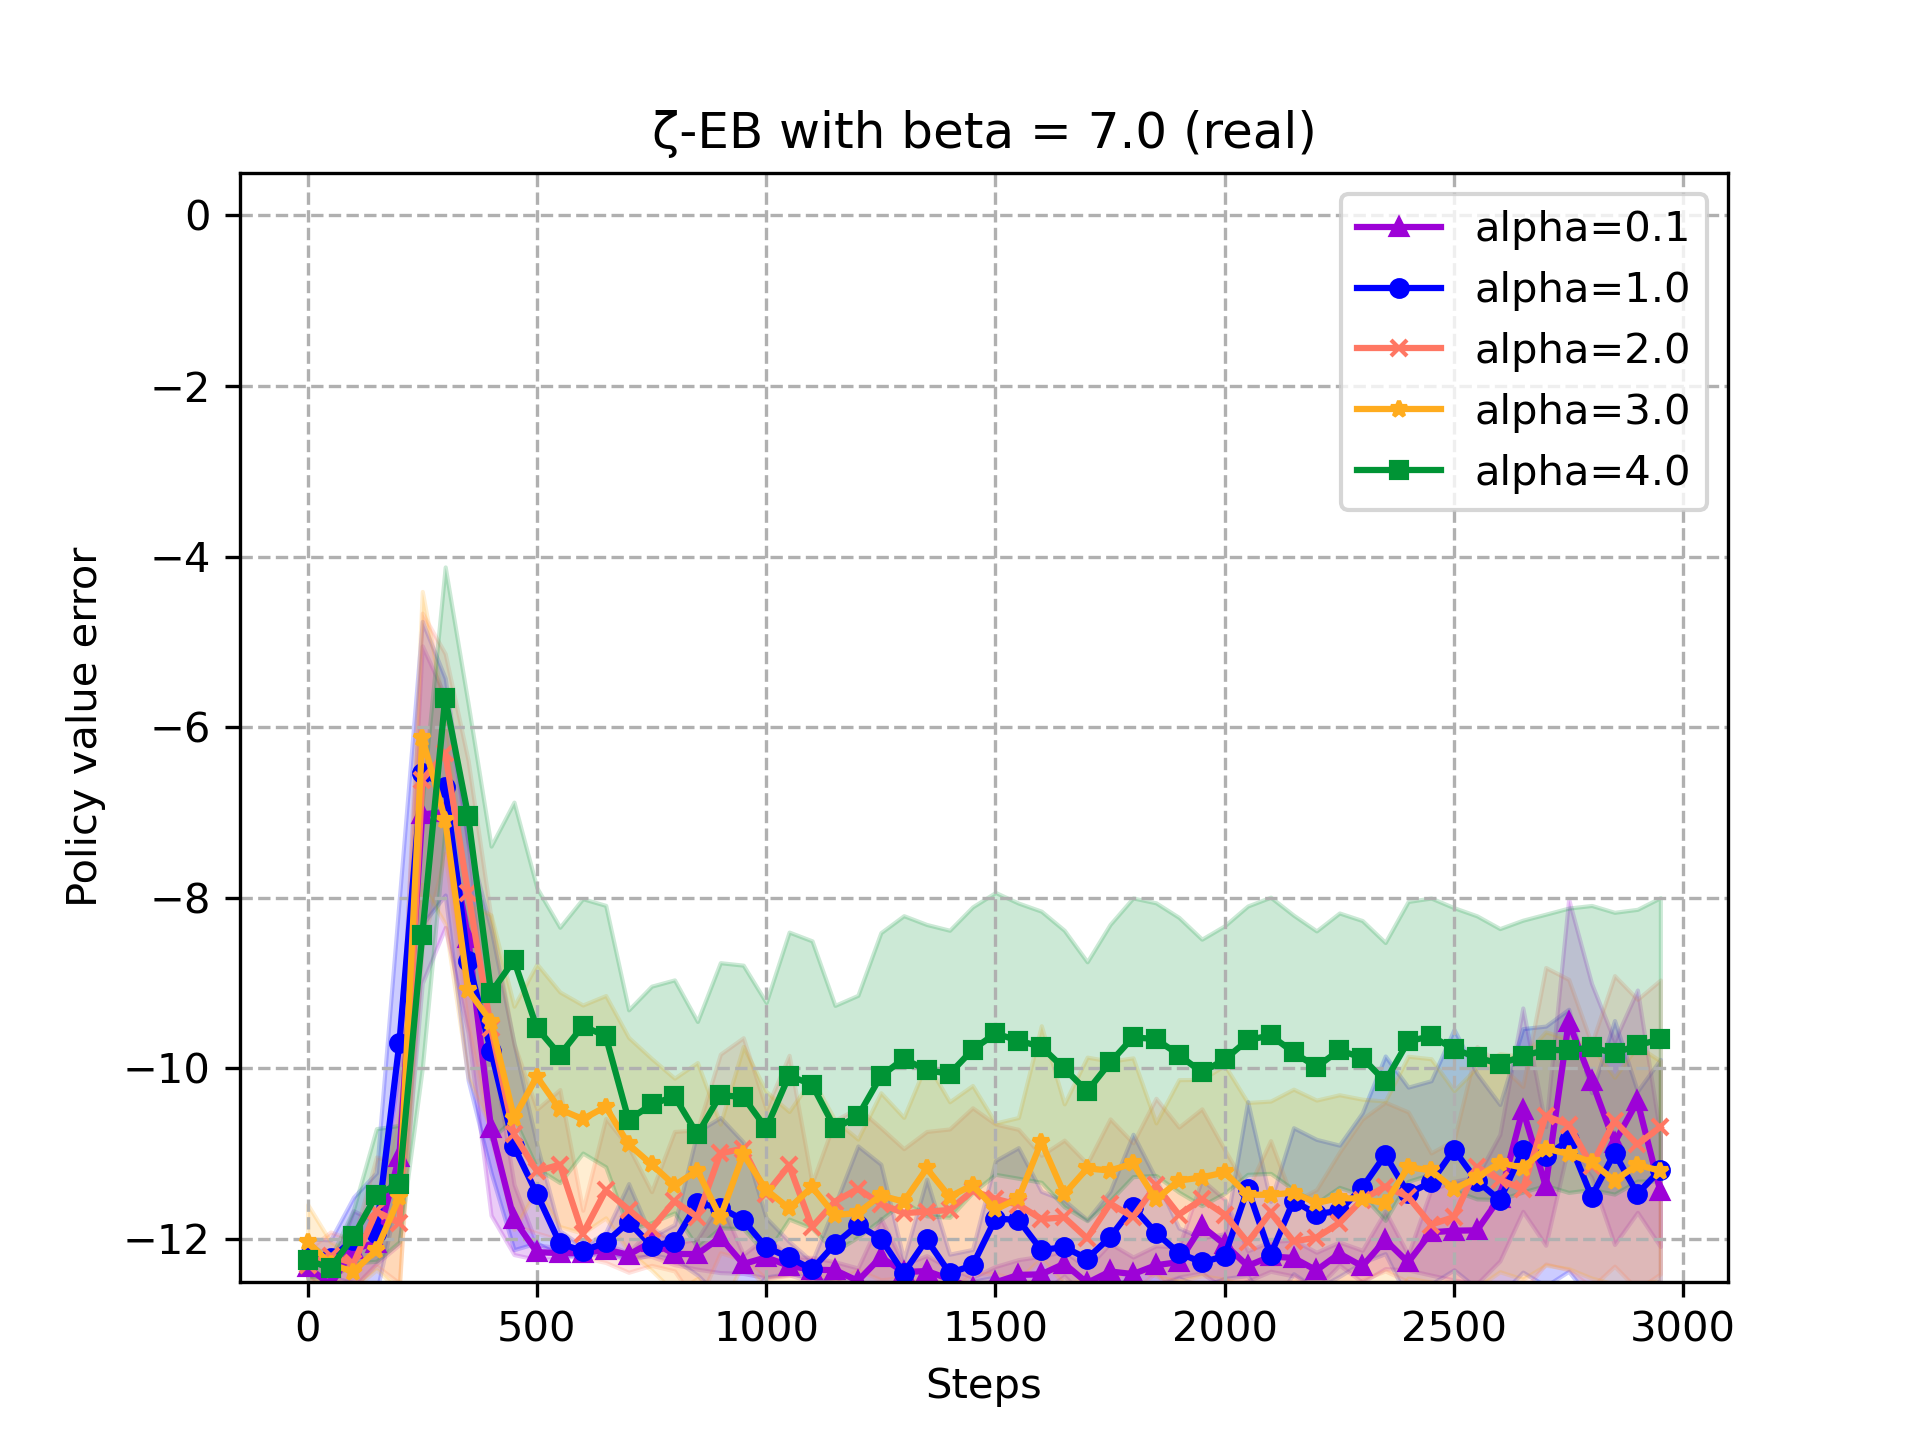 ζ-EB with beta = 7.0 (real)
0
−2
−4
−6
−8
−10
−12
Policy value error
alpha=0.1
alpha=1.0
alpha=2.0
alpha=3.0
alpha=4.0
0 500 1000 1500 2000 2500 3000
Steps